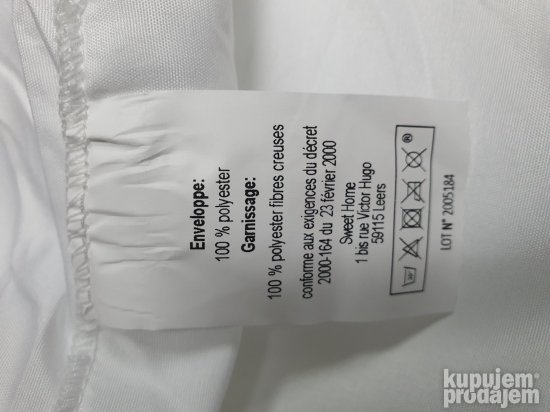 Enveloppe:
100 % polyester
Garnissage:
100 % polyester fibres creuses
conforme aux exigences du décret
2000-164 du 23 février 2000
Sweet Home
1 bis rue Victor Hugo
59115 Leers
®
LOT N° 2005184
kupujem
prodajem